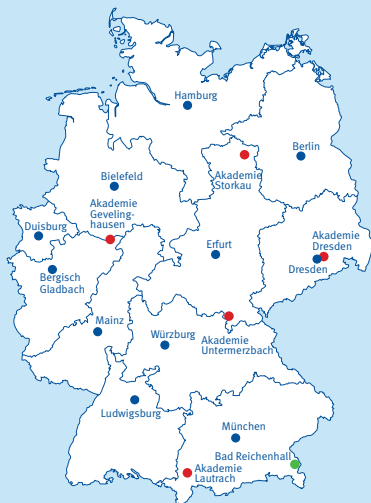 Hamburg
Berlin
Akademie
Storkau
Bielefeld
Akademie
Geveling-
hausen
Duisburg
Akademie
Dresden
Dresden
Erfurt
Bergisch
Gladbach
Mainz
Würzburg
Akademie
Untermerzbach
Ludwigsburg
München
Bad Reichenhall
Akademie
Lautrach